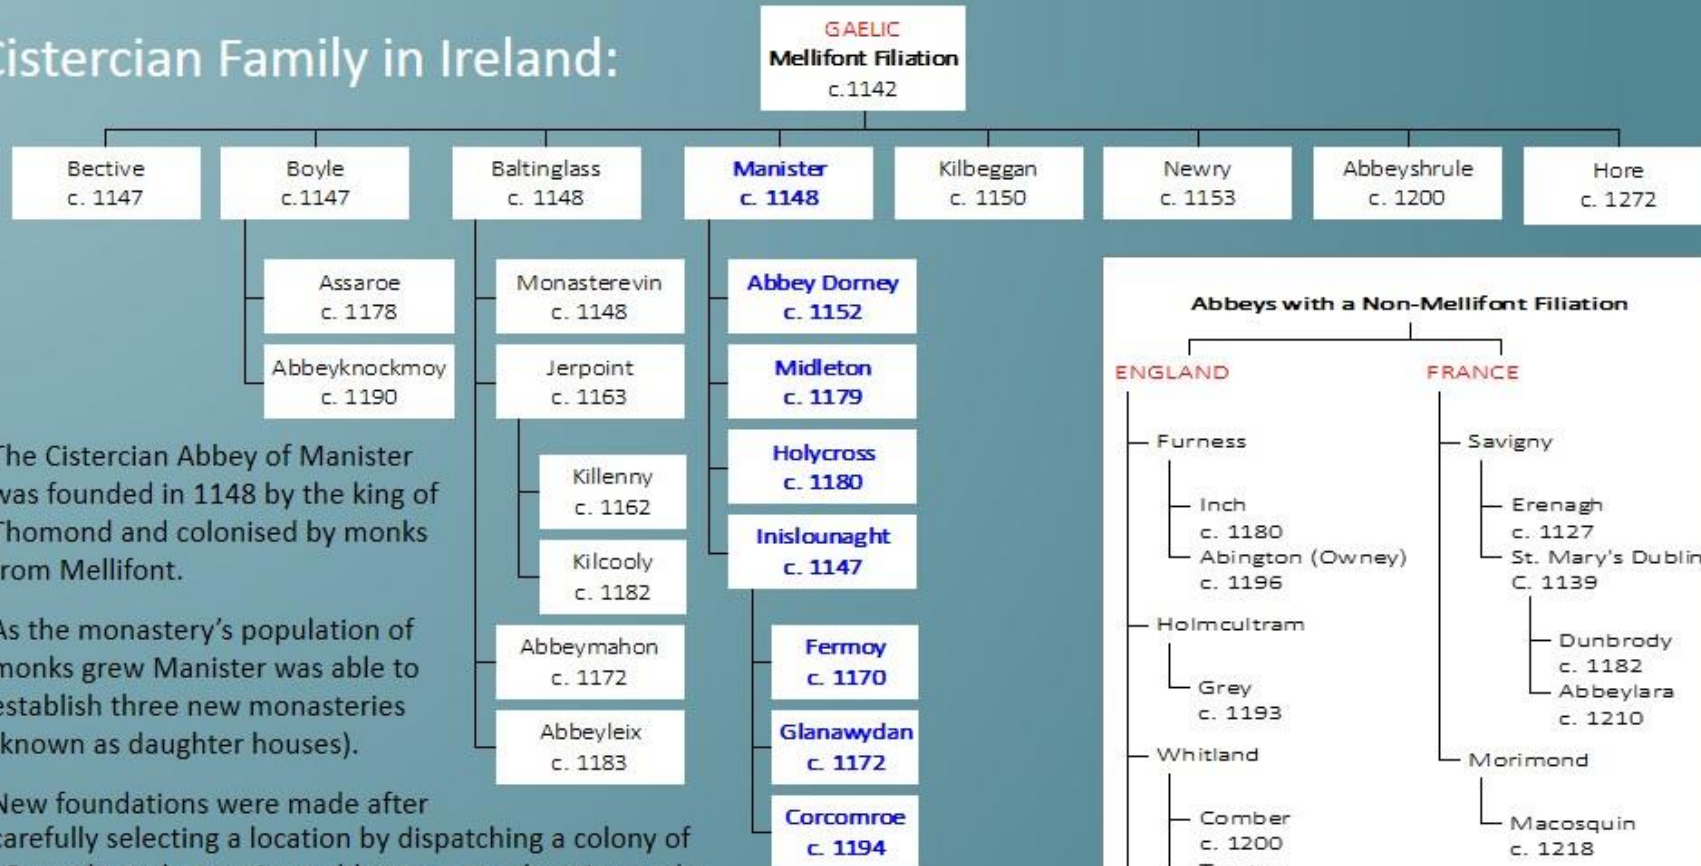 Cistercian Family in Ireland:
GAELIC
Mellifont Filiation
c.1142
Bective
c. 1147
Boyle
c.1147
Baltinglass
c. 1148
Manister
c. 1148
Kilbeggan
c. 1150
Newry
c. 1153
Abbeyshrule
c. 1200
Hore
c. 1272
Assaroe
c. 1178
Abbeyknockmoy
c. 1190
Monasterevin
c. 1148
Jerpoint
c. 1163
Killenny
c. 1162
Kilcooly
c. 1182
Abbeymahon
c. 1172
Abbeyleix
c. 1183
Abbey Dorney
c. 1152
Midleton
c. 1179
Holycross
c. 1180
Inislounaght
c. 1147
Fermoy
c. 1170
Glanawydan
c. 1172
Corcomroe
c. 1194
The Cistercian Abbey of Manister
was founded in 1148 by the king of
Thomond and colonised by monks
from Mellifont.
As the monastery’s population of
monks grew Manister was able to
establish three new monasteries
(known as daughter houses).
New foundations were made after
carefully selecting a location by dispatching a colony of
Abbeys with a Non-Mellifont Filiation
ENGLAND
Furness
Inch
c. 1180
Abington (Owney)
c. 1196
Holmcultram
Grey
c. 1193
Whitland
Comber
c. 1200
FRANCE
Savigny
Erenagh
c. 1127
St. Mary's Dublin
C. 1139
Dunbrody
c. 1182
Abbeylara
c. 1210
Morimond
Macosquin
c. 1218